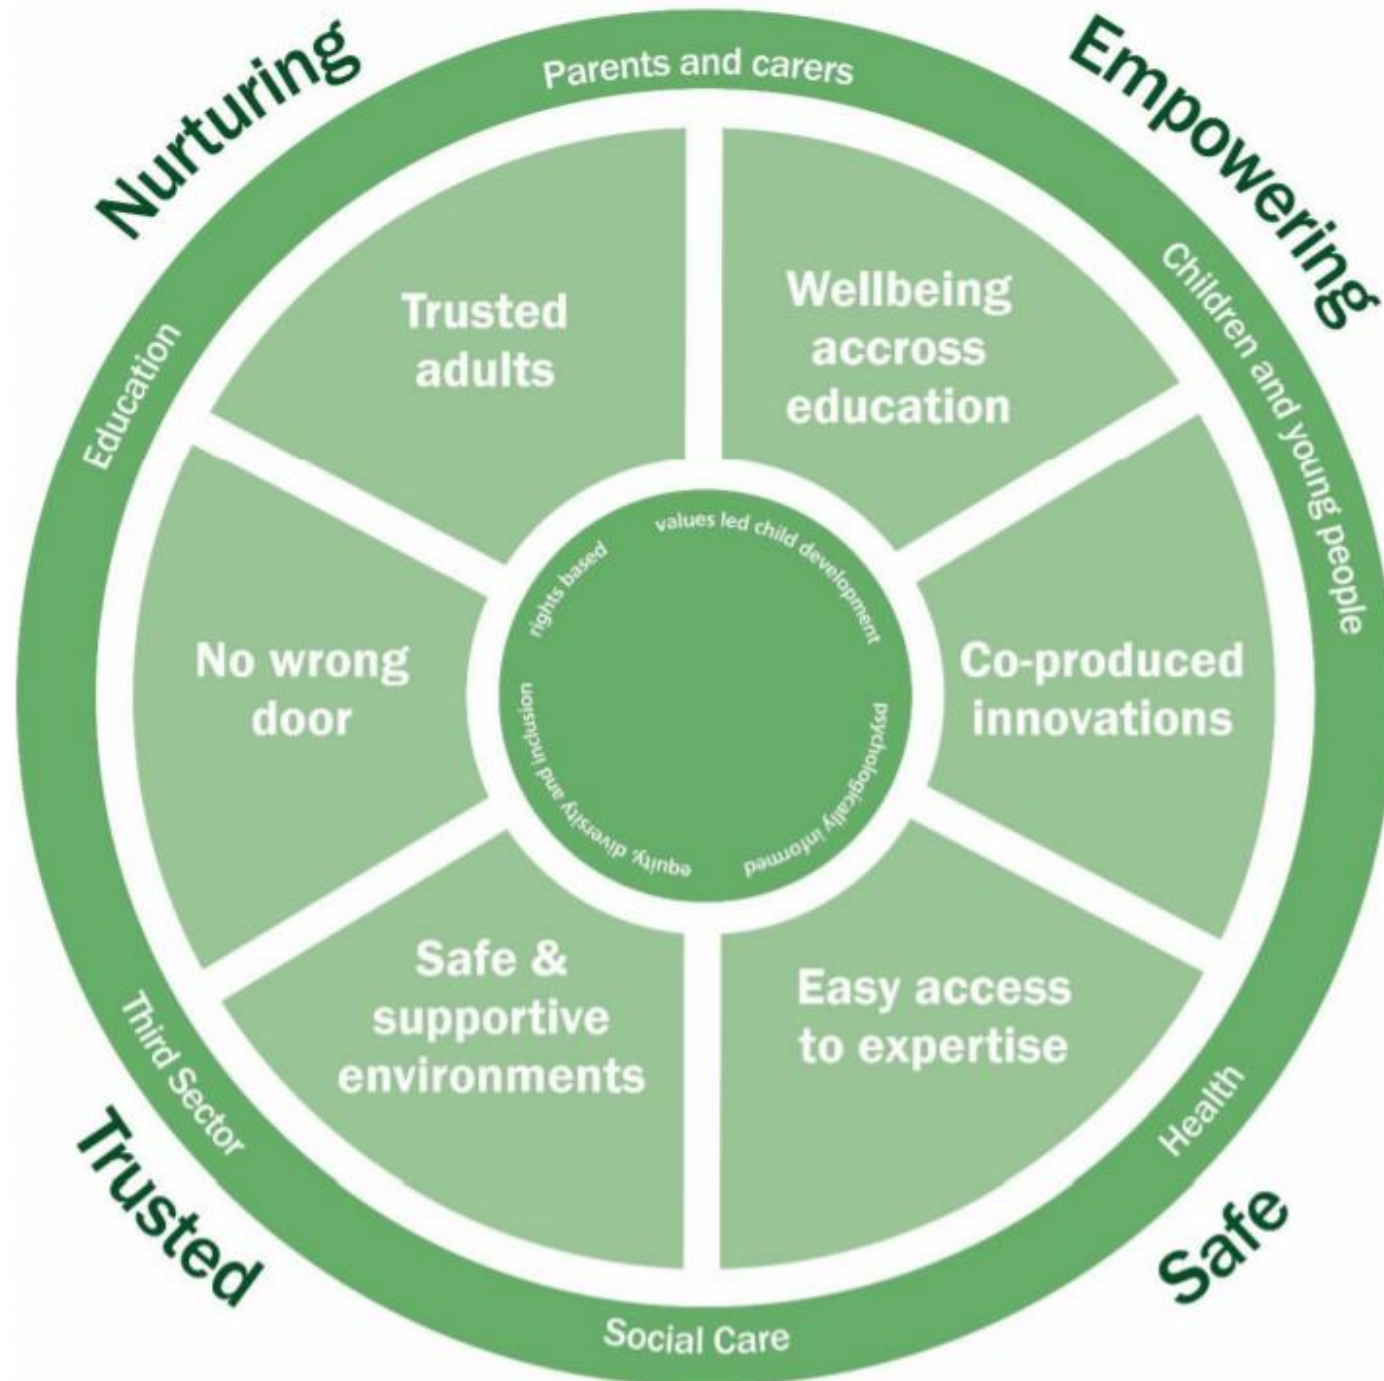 Nurturing
Empowering
Parents and carers
Children and young people
Education
Trusted
adults
Wellbeing
accross
education
values led child development
rights based
No wrong
door
Co-produced
innovations
equity, diversity and inclusion
psychologically informed
Safe &
supportive
environments
Easy access
to expertise
Third Sector
Health
Trusted
Safe
Social Care